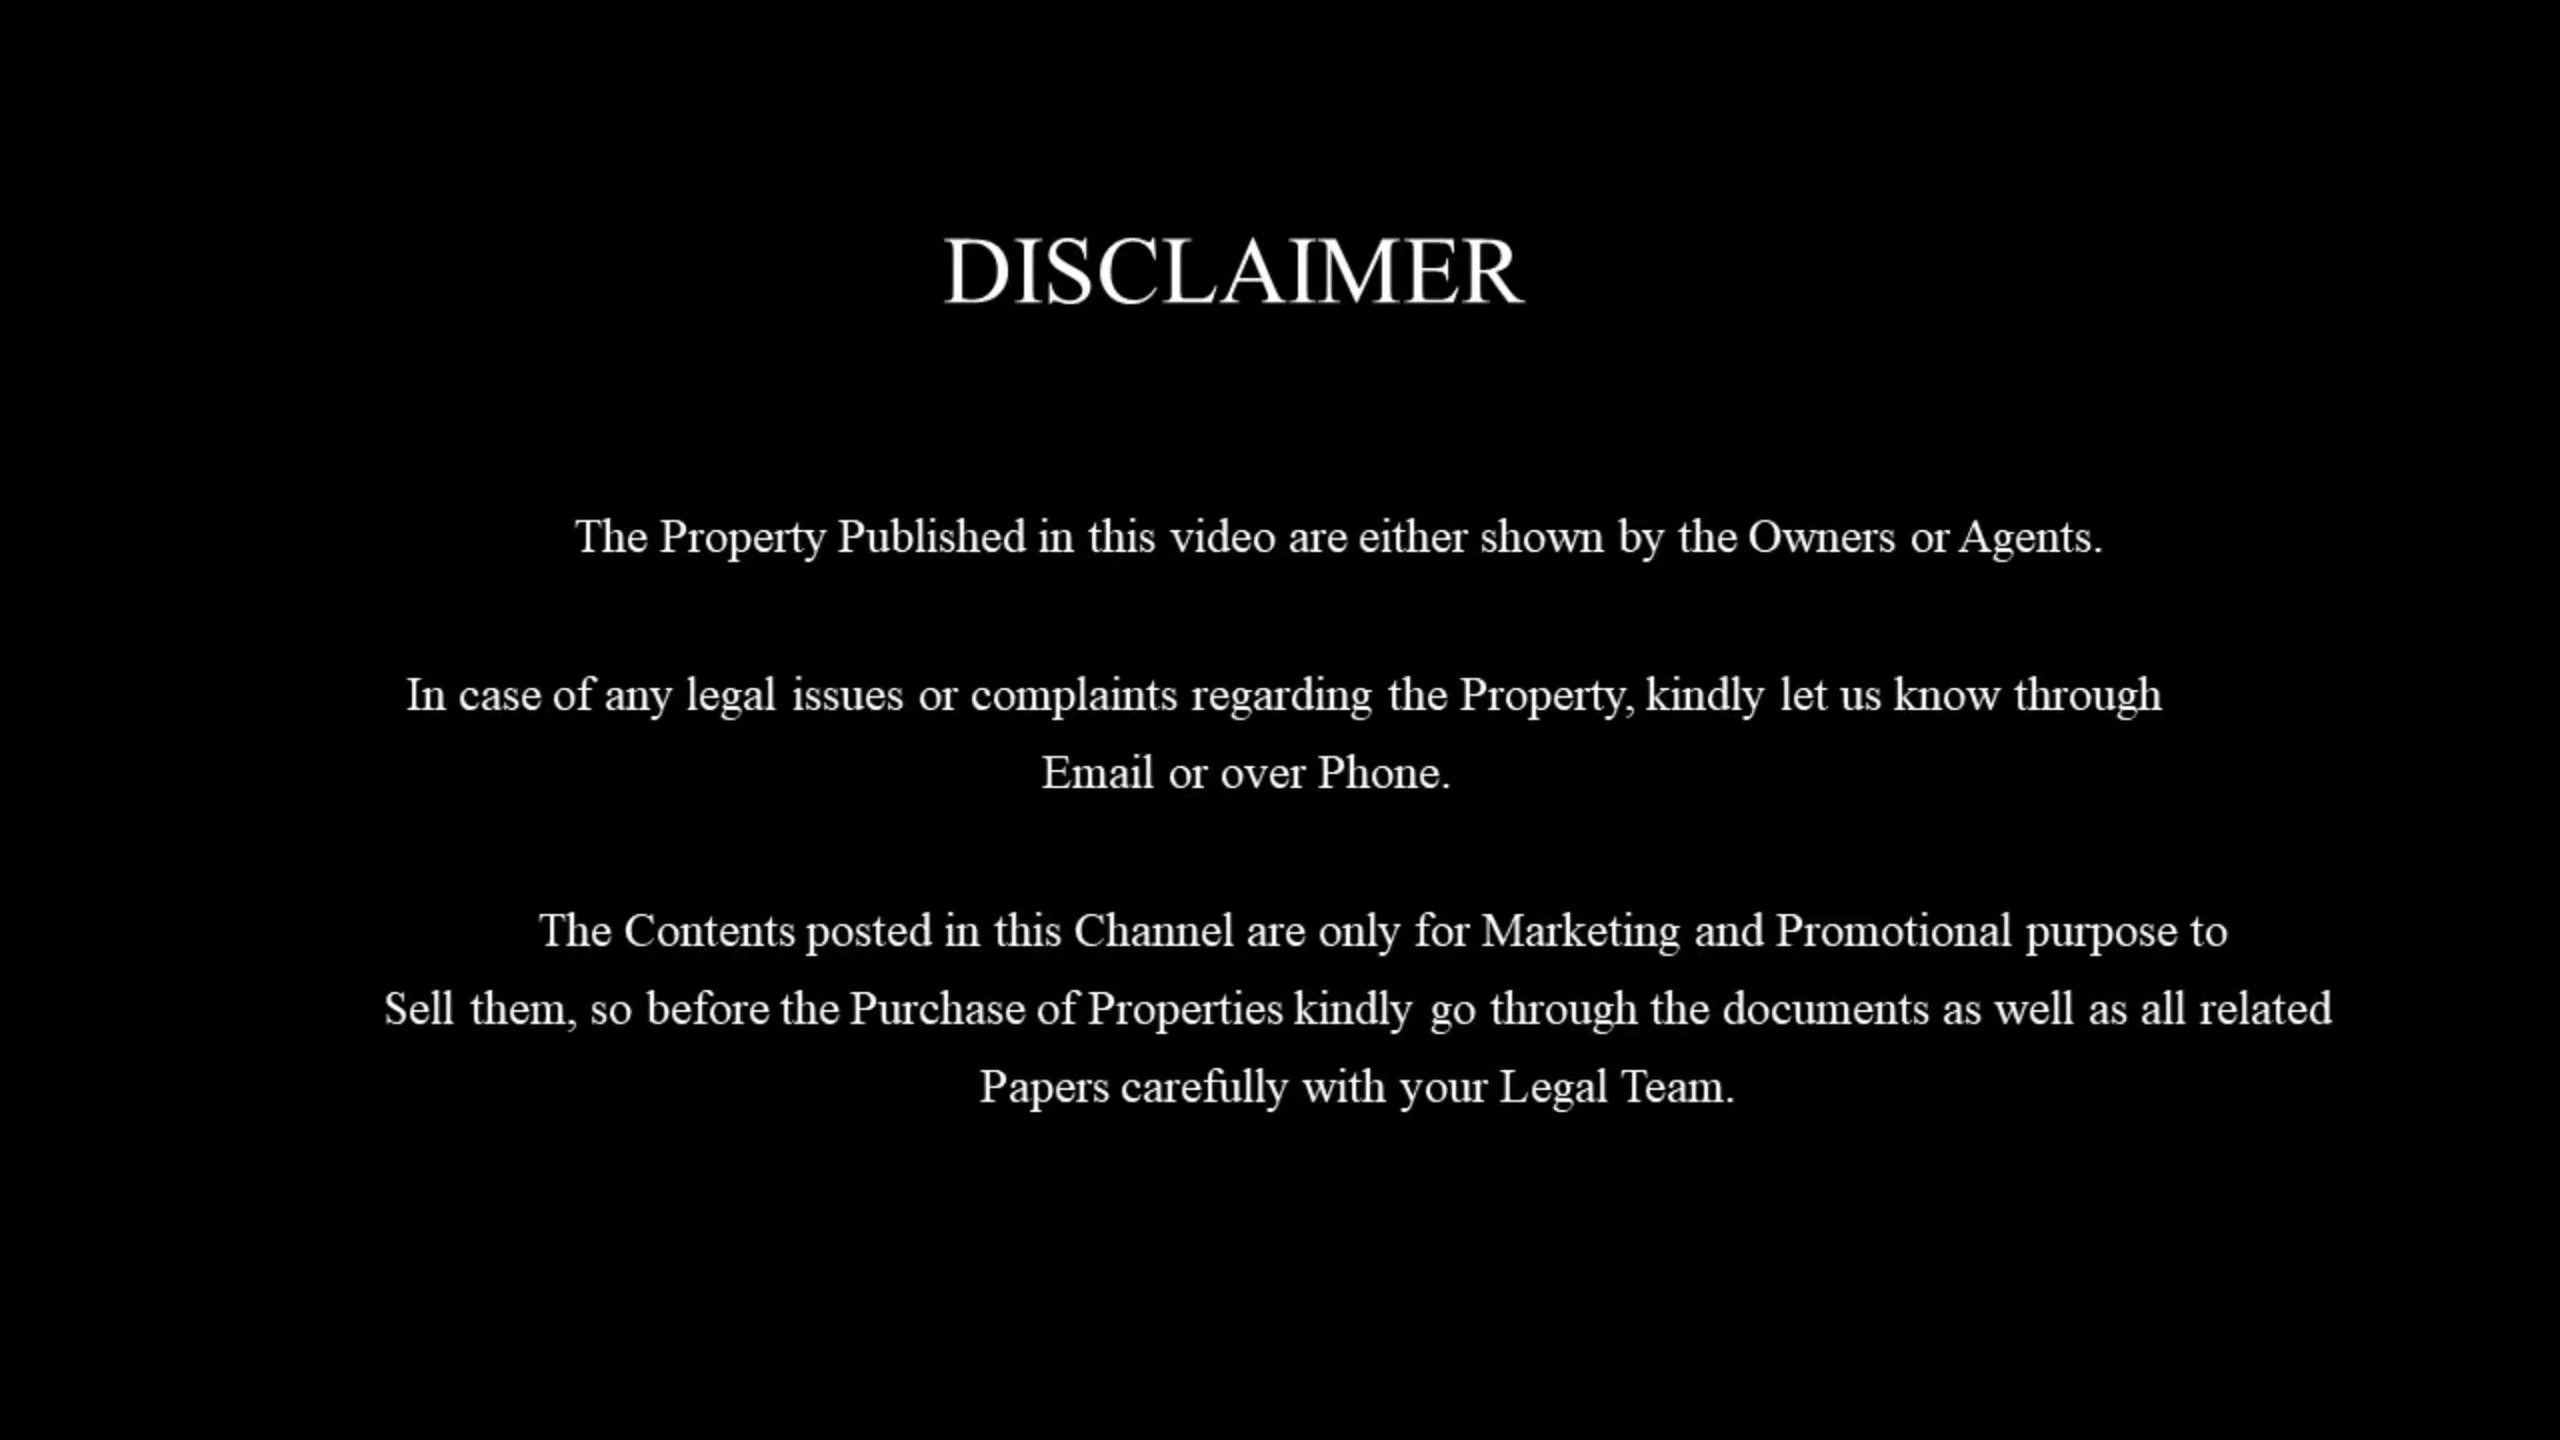 DISCLAIMER
The Property Published in this video are either shown by the Owners or Agents.
In case of any legal issues or complaints regarding the Property, kindly let us know through
Email or over Phone.
The Contents posted in this Channel are only for Marketing and Promotional purpose to
Sell them, so before the Purchase of Properties kindly go through the documents as well as all related
Papers carefully with your Legal Team.